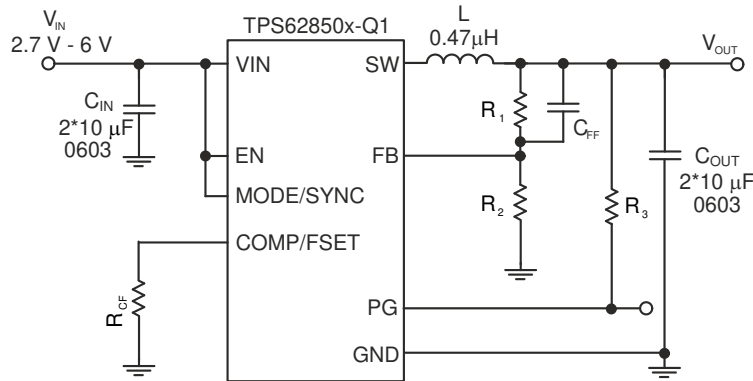 TPS62850x-Q1
V_IN
2.7 V - 6 V
L
0.47µH
V_OUT
VIN
SW
C_IN
2*10 µF
0603
R_1
C_FF
EN
FB
C_OUT
2*10 µF
0603
MODE/SYNC
R_2
R_3
COMP/FSET
R_CF
PG
GND